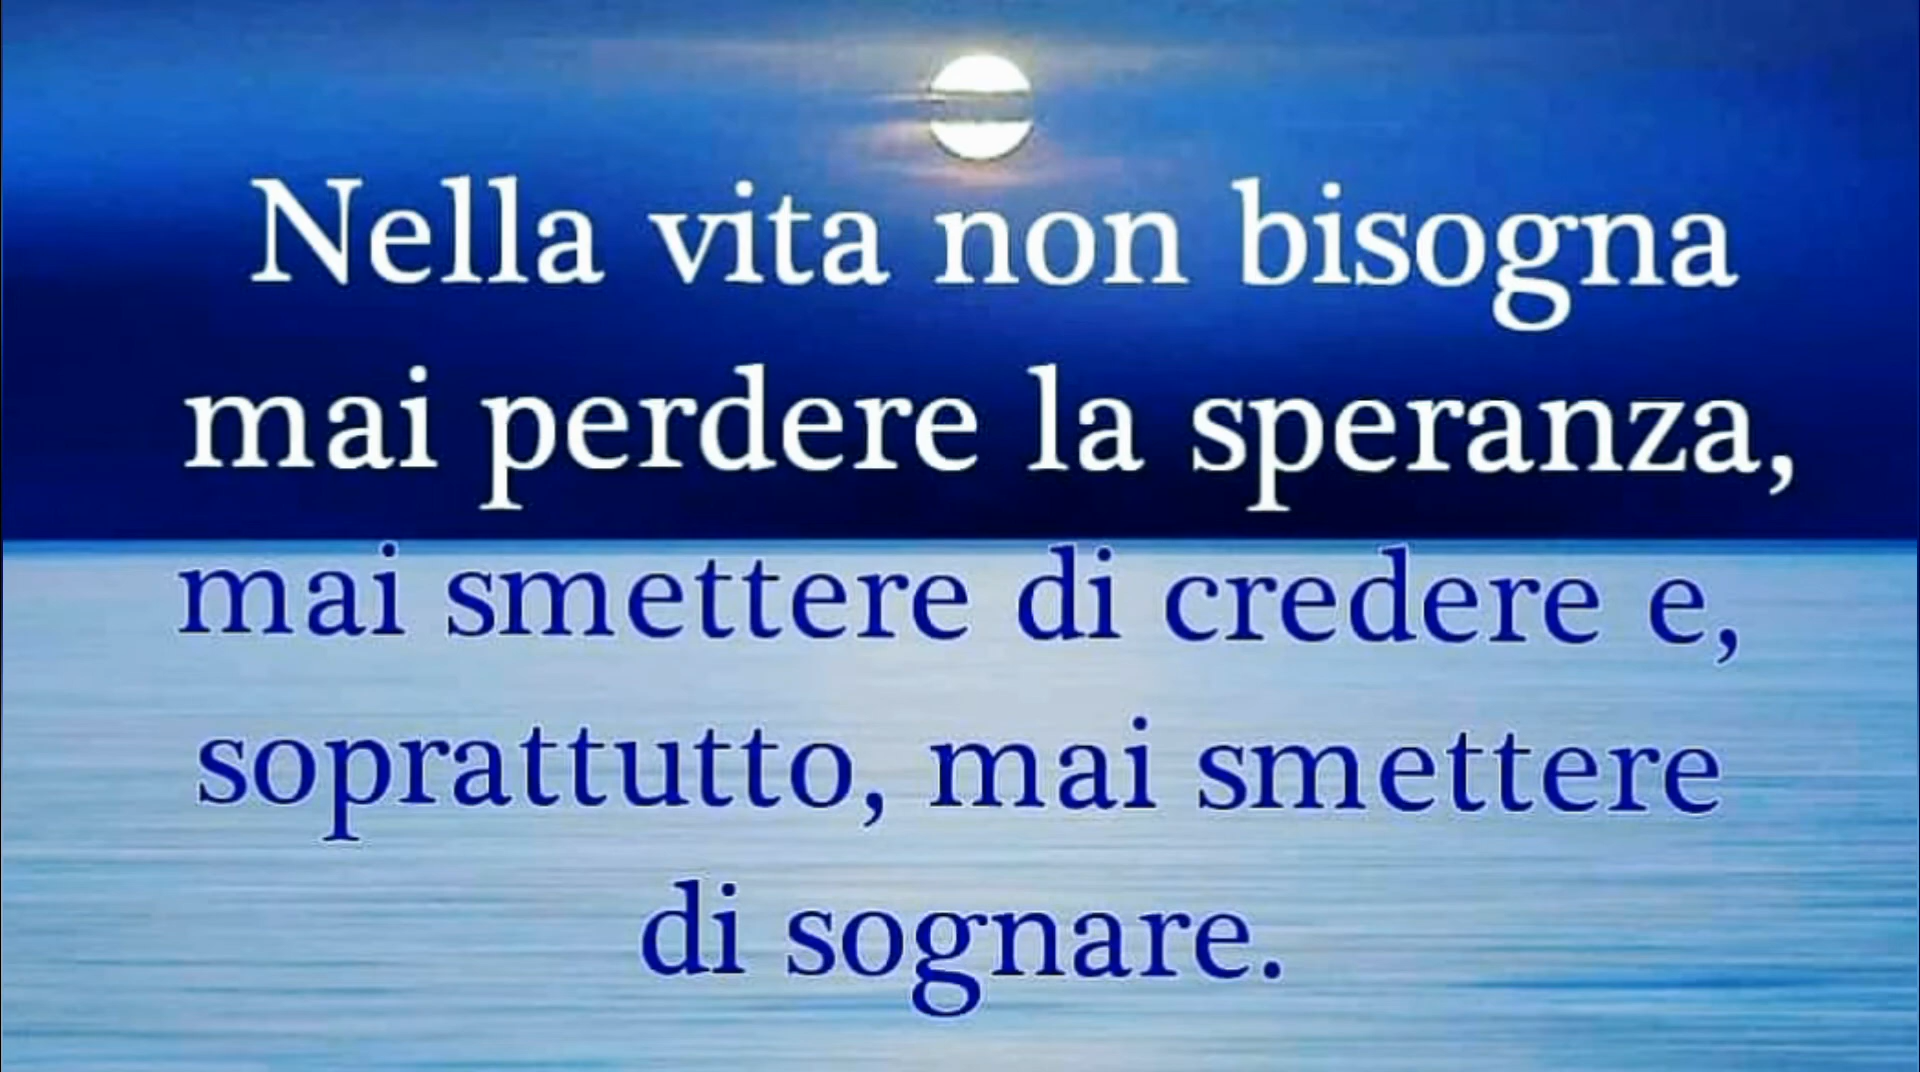 Nella vita non bisogna
mai perdere la speranza,
mai smettere di credere e,
soprattutto, mai smettere
di sognare.